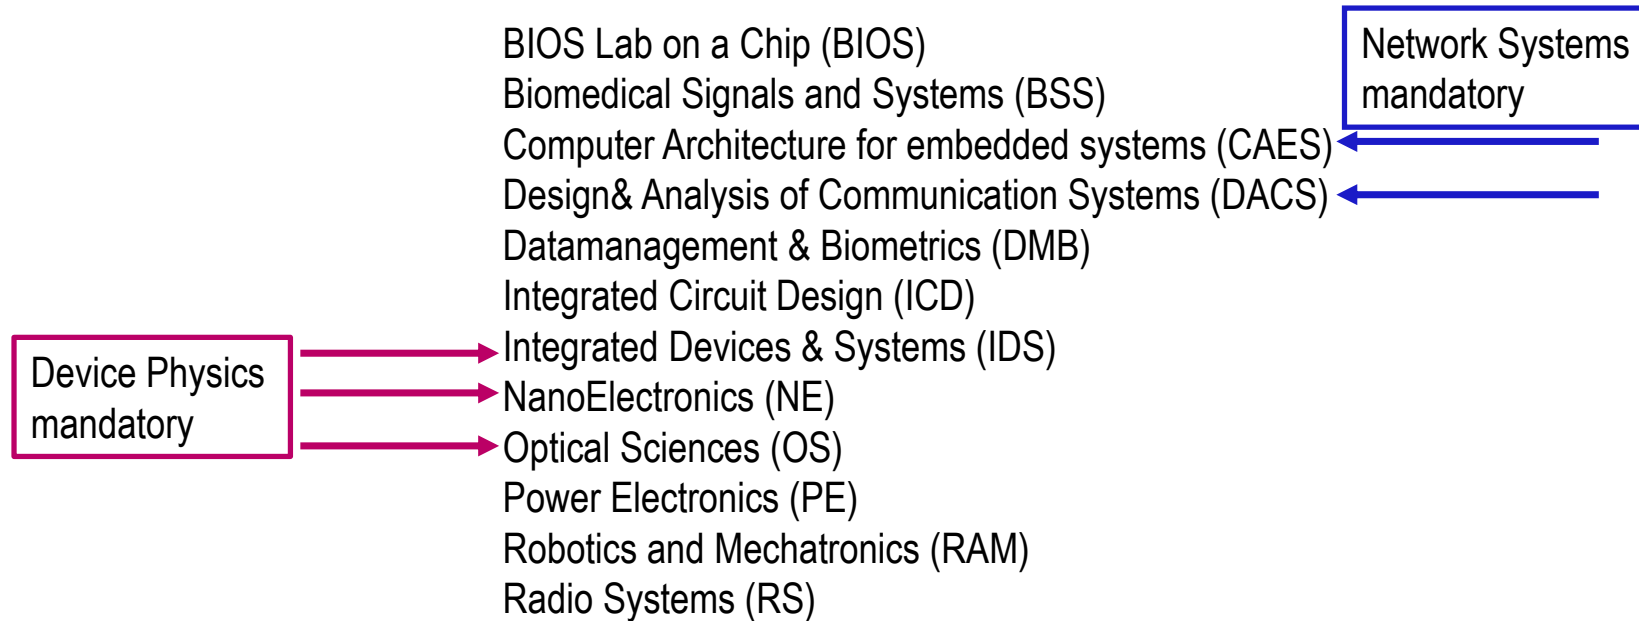 BIOS Lab on a Chip (BIOS)
Biomedical Signals and Systems (BSS)
Computer Architecture for embedded systems (CAES)
Design& Analysis of Communication Systems (DACS)
Datamanagement & Biometrics (DMB)
Integrated Circuit Design (ICD)
Integrated Devices & Systems (IDS)
NanoElectronics (NE)
Optical Sciences (OS)
Power Electronics (PE)
Robotics and Mechatronics (RAM)
Radio Systems (RS)
Network Systems
mandatory
Device Physics
mandatory